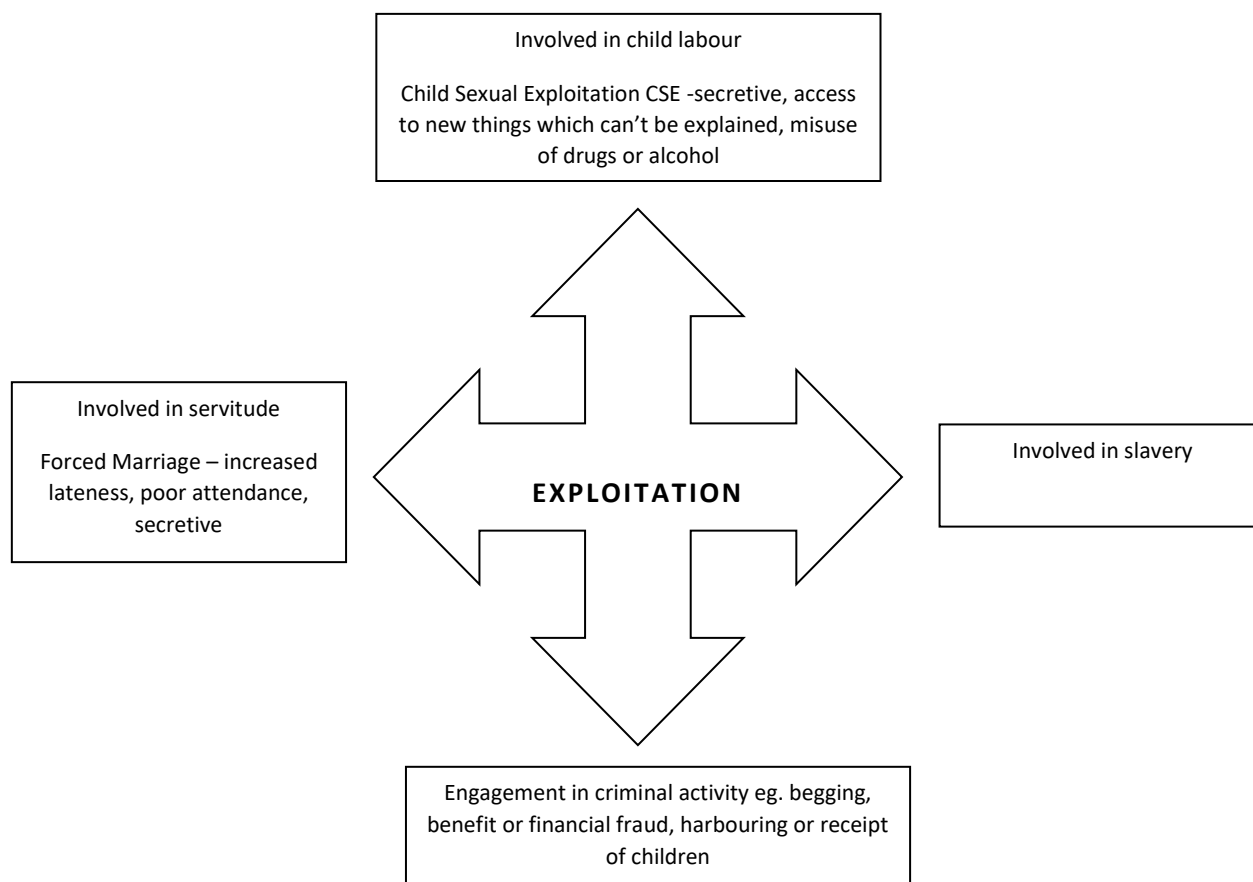 Involved in child labour
Child Sexual Exploitation CSE -secretive, access
to new things which can’t be explained, misuse
of drugs or alcohol
Involved in servitude
Forced Marriage – increased
lateness, poor attendance,
secretive
EXPLOITATION
Involved in slavery
Engagement in criminal activity eg. begging,
benefit or financial fraud, harbouring or receipt
of children